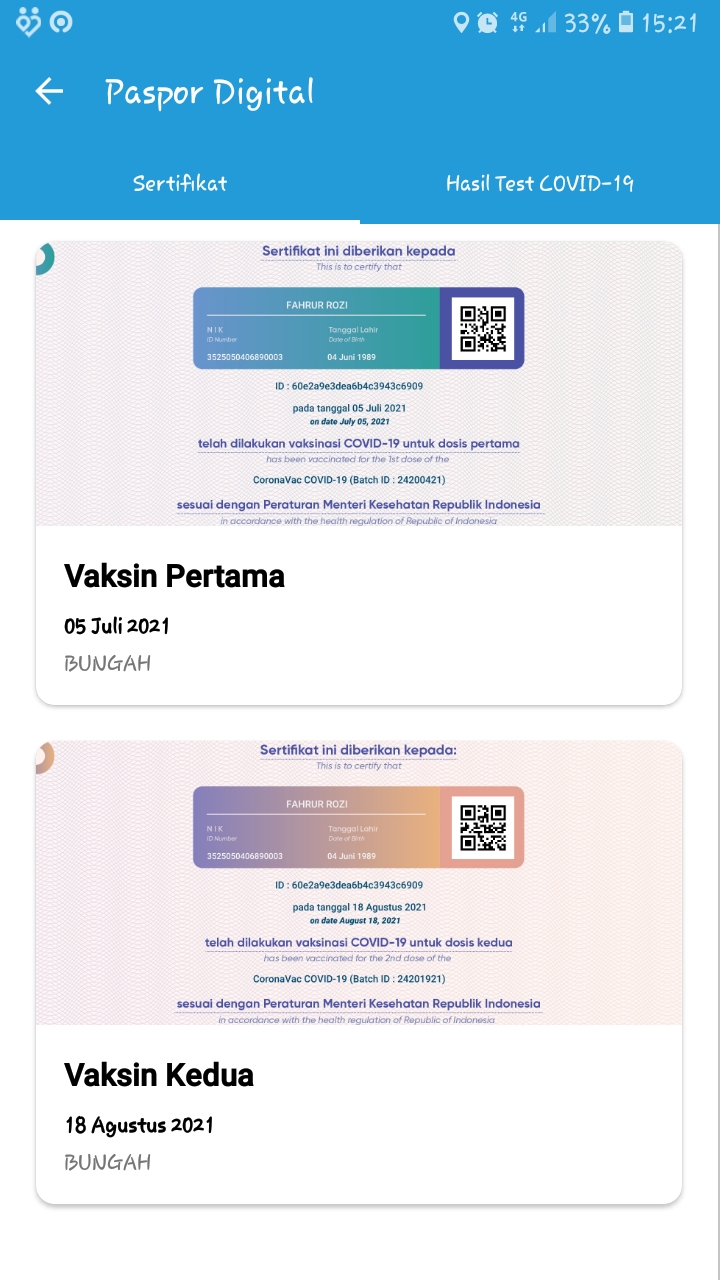 4G 33% 15:21
Paspor Digital
Sertifikat
Hasil Test COVID-19
Sertifikat ini diberikan kepada
This is to certify that
FAHRUR ROZI
NIK
Tanggal Lahir
ID Number
Date of Birth
3525050406890003
04 Juni 1989
ID : 60e2a9e3dea6b4c3943c6909
pada tanggal 05 Juli 2021
on date July 05, 2021
telah dilakukan vaksinasi COVID-19 untuk dosis pertama
has been vaccinated for the 1st dose of the
CoronaVac COVID-19 (Batch ID : 24200421)
sesuai dengan Peraturan Menteri Kesehatan Republik Indonesia
in accordance with the health regulation of Republic of Indonesia
Vaksin Pertama
05 Juli 2021
BUNGAH
Sertifikat ini diberikan kepada:
This is to certify that
FAHRUR ROZI
NIK
Tanggal Lahir
ID Number
Date of Birth
3525050406890003
04 Juni 1989
ID : 60e2a9e3dea6b4c3943c6909
pada tanggal 18 Agustus 2021
on date August 18, 2021
telah dilakukan vaksinasi COVID-19 untuk dosis kedua
has been vaccinated for the 2nd dose of the
CoronaVac COVID-19 (Batch ID : 24201921)
sesuai dengan Peraturan Menteri Kesehatan Republik Indonesia
in accordance with the health regulation of Republic of Indonesia
Vaksin Kedua
18 Agustus 2021
BUNGAH